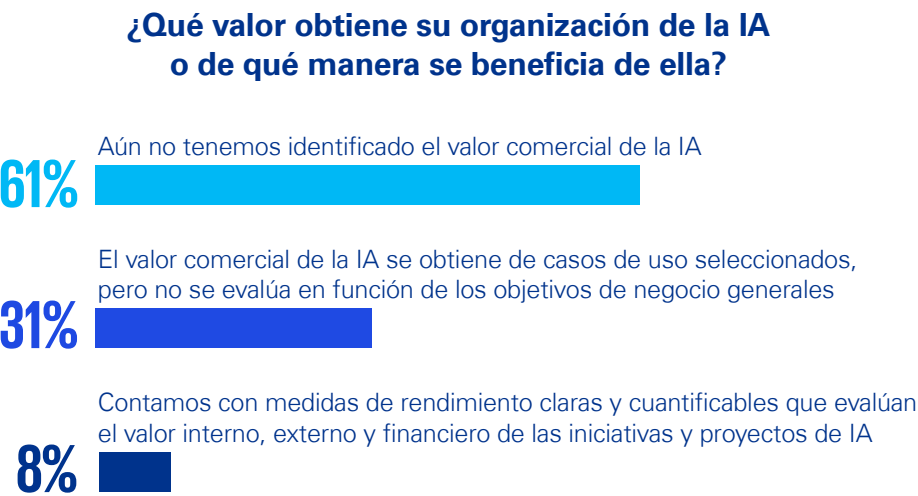 ¿Qué valor obtiene su organización de la IA
o de qué manera se beneficia de ella?
Aún no tenemos identificado el valor comercial de la IA
61%
El valor comercial de la IA se obtiene de casos de uso seleccionados,
pero no se evalúa en función de los objetivos de negocio generales
31%
Contamos con medidas de rendimiento claras y cuantificables que evalúan
el valor interno, externo y financiero de las iniciativas y proyectos de IA
8%